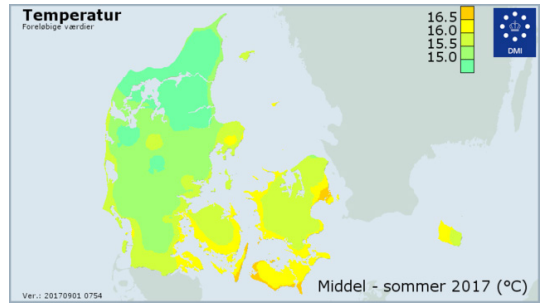 Temperatur
Foreløbige værdier
16.5
16.0
15.5
15.0
DMI
Middel - sommer 2017 (°C)
Ver.: 20170901 0754